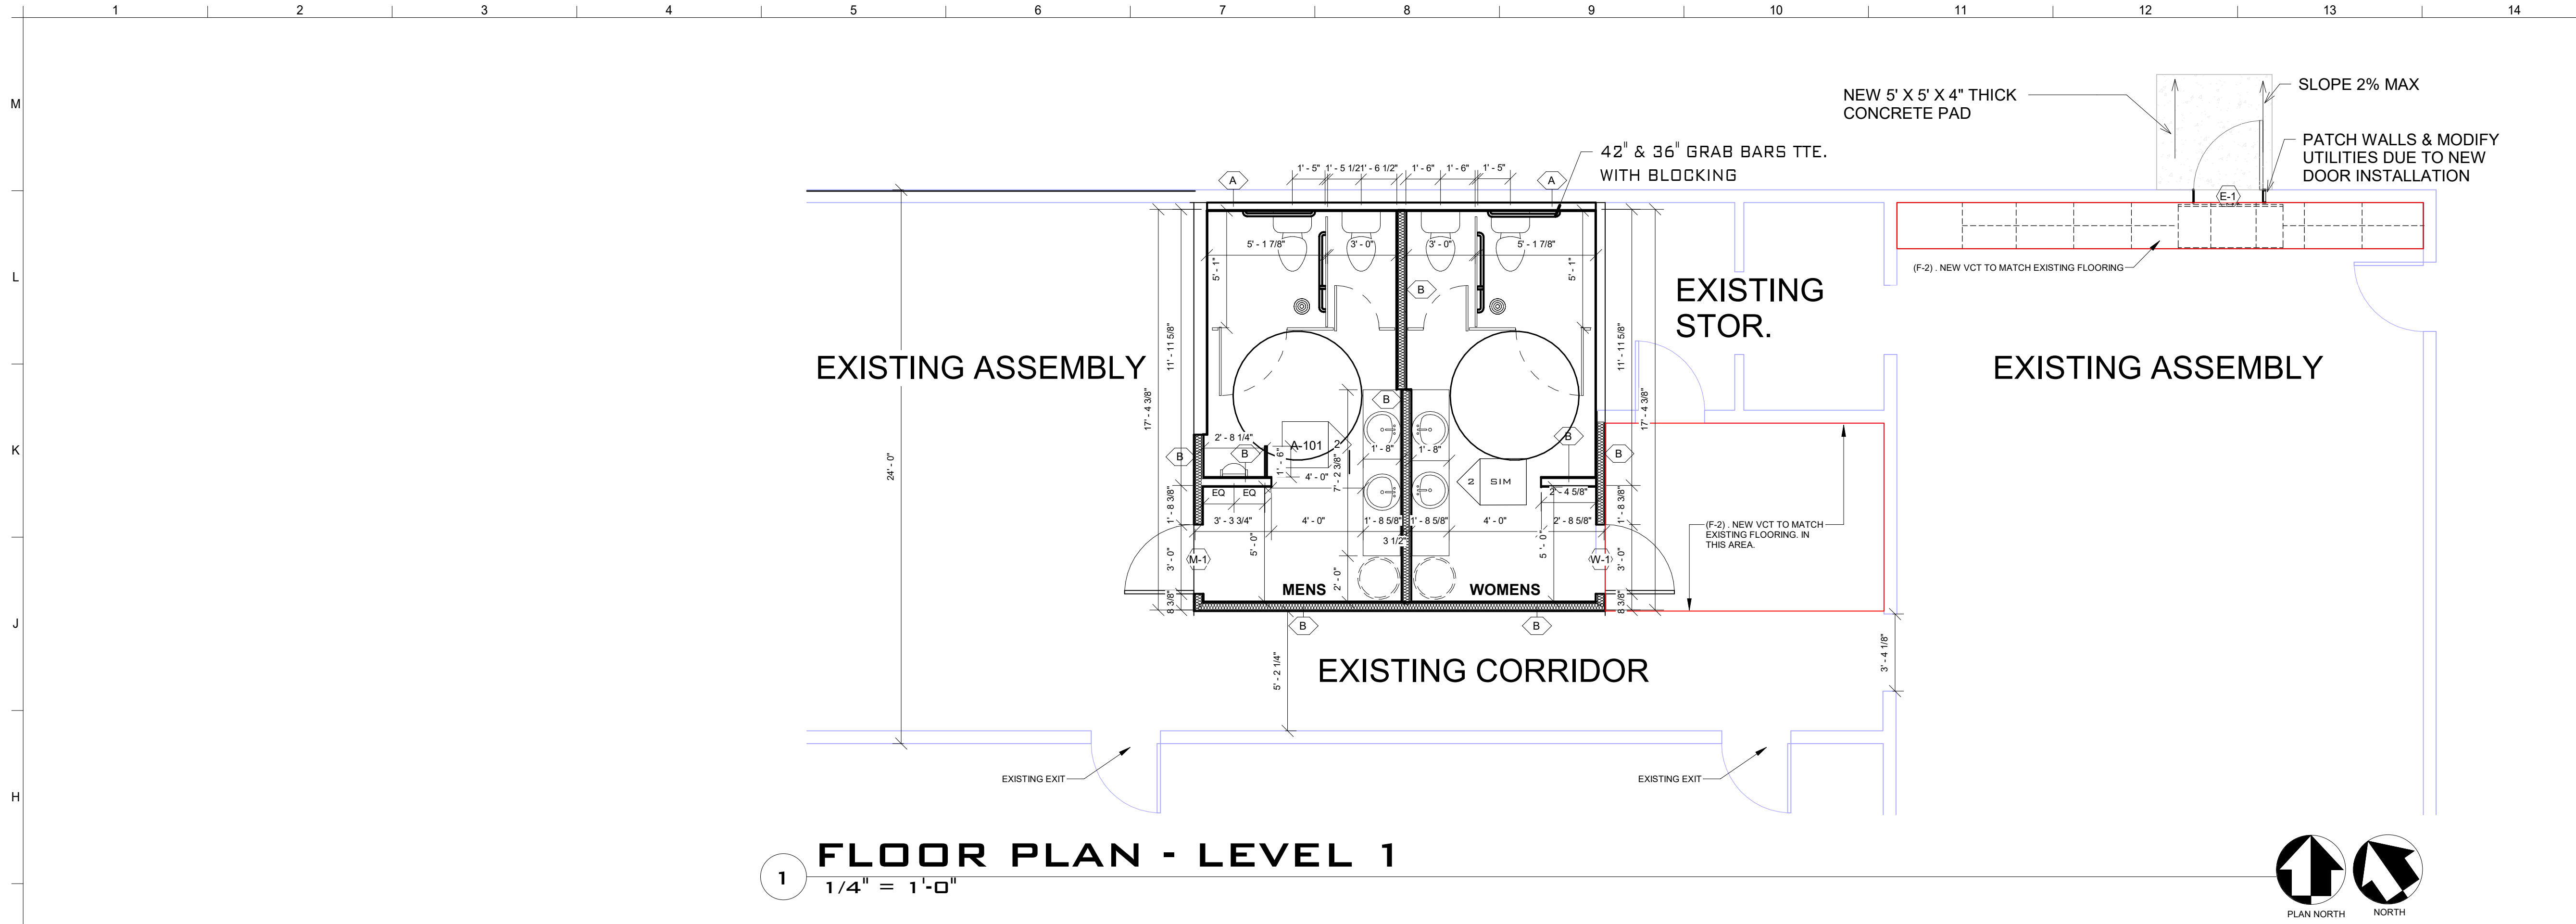 1 2 3 4 5 6 7 8 9 10 11 12 13 14
M
L
K
J
H
NEW 5' X 5' X 4" THICK
CONCRETE PAD
SLOPE 2% MAX
PATCH WALLS & MODIFY
UTILITIES DUE TO NEW
DOOR INSTALLATION
42" & 36" GRAB BARS TTE.
WITH BLOCKING
1' - 5" 1' - 5 1/2" 1' - 6 1/2" 1' - 6" 1' - 6" 1' - 5"
A
A
E-1
5' - 1 7/8" 3' - 0" 3' - 0" 5' - 1 7/8"
5' - 1"
5' - 1"
(F-2) . NEW VCT TO MATCH EXISTING FLOORING
B
EXISTING
STOR.
11' - 11 5/8"
11' - 11 5/8"
EXISTING ASSEMBLY
EXISTING ASSEMBLY
17' - 4 3/8"
17' - 4 3/8"
24' - 0"
B
2' - 8 1/4"
A-101
2
1' - 8"
1' - 8"
B
B
B
B
1' - 6"
4' - 0"
7' - 2 3/8"
2 SIM
EQ EQ
2' - 4 5/8"
1' - 8 3/8"
1' - 8 3/8"
3' - 3 3/4" 4' - 0" 1' - 8 5/8" 1' - 8 5/8" 4' - 0" 2' - 8 5/8"
3 1/2"
5' - 0"
5' - 0"
(F-2) . NEW VCT TO MATCH
EXISTING FLOORING. IN
THIS AREA.
M-1
W-1
3' - 0"
3' - 0"
2' - 0"
MENS
WOMENS
8 3/8"
8 3/8"
B
B
5' - 2 1/4"
EXISTING CORRIDOR
3' - 4 1/8"
EXISTING EXIT
EXISTING EXIT
1
FLOOR PLAN - LEVEL 1
1/4" = 1'-0"
PLAN NORTH
NORTH